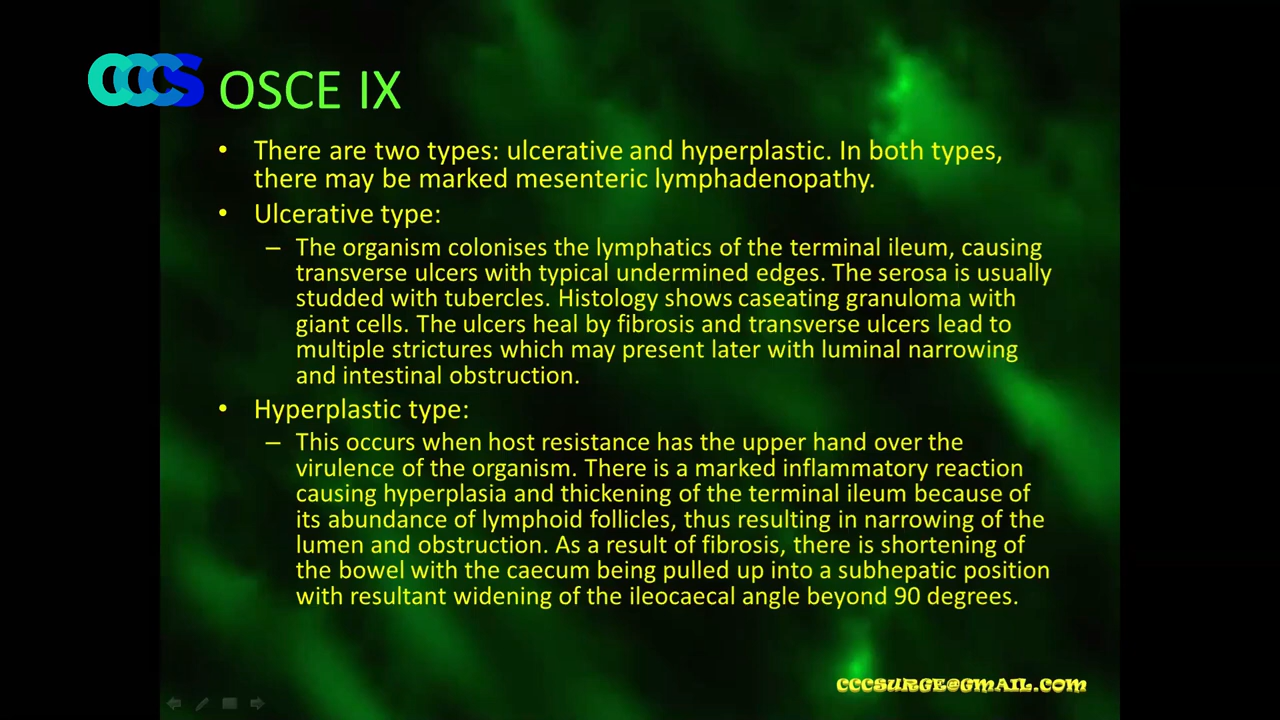 CCCS OSCE IX
• There are two types: ulcerative and hyperplastic. In both types,
there may be marked mesenteric lymphadenopathy.
• Ulcerative type:
– The organism colonises the lymphatics of the terminal ileum, causing
transverse ulcers with typical undermined edges. The serosa is usually
studded with tubercles. Histology shows caseating granuloma with
giant cells. The ulcers heal by fibrosis and transverse ulcers lead to
multiple strictures which may present later with luminal narrowing
and intestinal obstruction.
• Hyperplastic type:
– This occurs when host resistance has the upper hand over the
virulence of the organism. There is a marked inflammatory reaction
causing hyperplasia and thickening of the terminal ileum because of
its abundance of lymphoid follicles, thus resulting in narrowing of the
lumen and obstruction. As a result of fibrosis, there is shortening of
the bowel with the caecum being pulled up into a subhepatic position
with resultant widening of the ileocaecal angle beyond 90 degrees.
CCCSURGE@GMAIL.COM